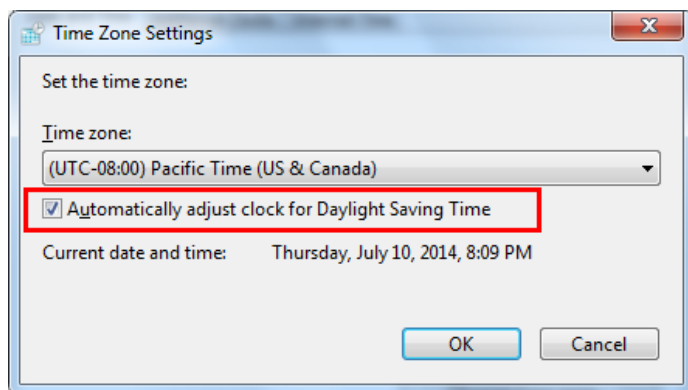 Time Zone Settings
Set the time zone:
Time zone:
(UTC-08:00) Pacific Time (US & Canada)
Automatically adjust clock for Daylight Saving Time
Current date and time: Thursday, July 10, 2014, 8:09 PM
OK Cancel